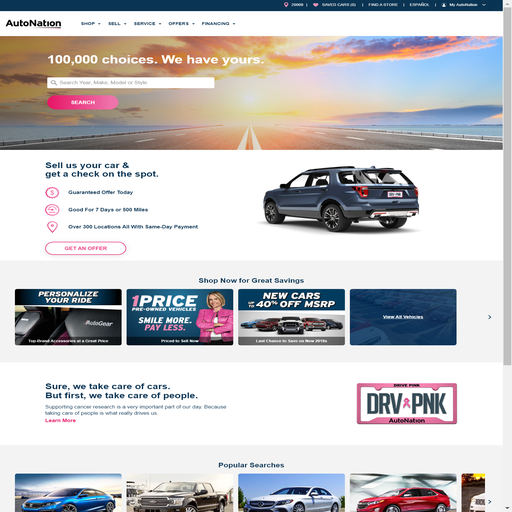 20009 | SAVED CARS (0) | FIND A STORE | ESPAÑOL | My AutoNation
AutoNation SHOP SELL SERVICE OFFERS FINANCING
100,000 choices. We have yours.
Search Year, Make, Model or Style
SEARCH
Sell us your car &
get a check on the spot.
Guaranteed Offer Today
Good For 7 Days or 500 Miles
Over 300 Locations All With Same-Day Payment
GET AN OFFER
Shop Now for Great Savings
PERSONALIZE
YOUR RIDE
AutoGear
Top-Brand Accessories at a Great Price
1PRICE
PRE-OWNED VEHICLES
SMILE MORE.
PAY LESS.
Priced to Sell Now
NEW CARS
UP TO 40% OFF MSRP
Last Chance to Save on New 2018s
View All Vehicles
Sure, we take care of cars.
But first, we take care of people.
Supporting cancer research is a very important part of our day. Because
taking care of people is what really drives us.
Learn More
DRIVE PINK
DRV PNK
AutoNation
Popular Searches